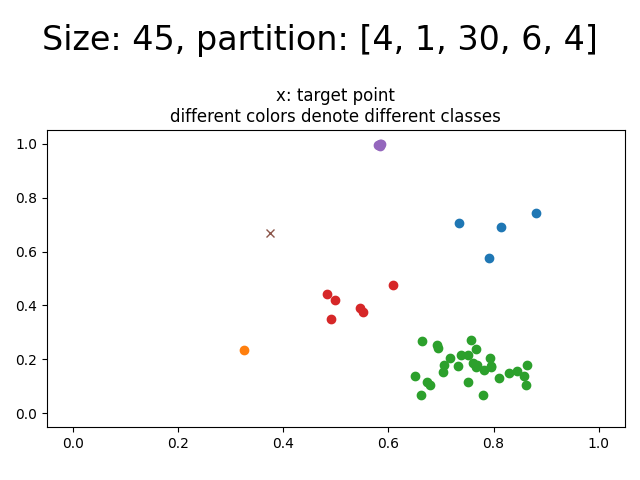 Size: 45, partition: [4, 1, 30, 6, 4]
x: target point
different colors denote different classes
1.0
0.8
0.6
0.4
0.2
0.0
0.0 0.2 0.4 0.6 0.8 1.0